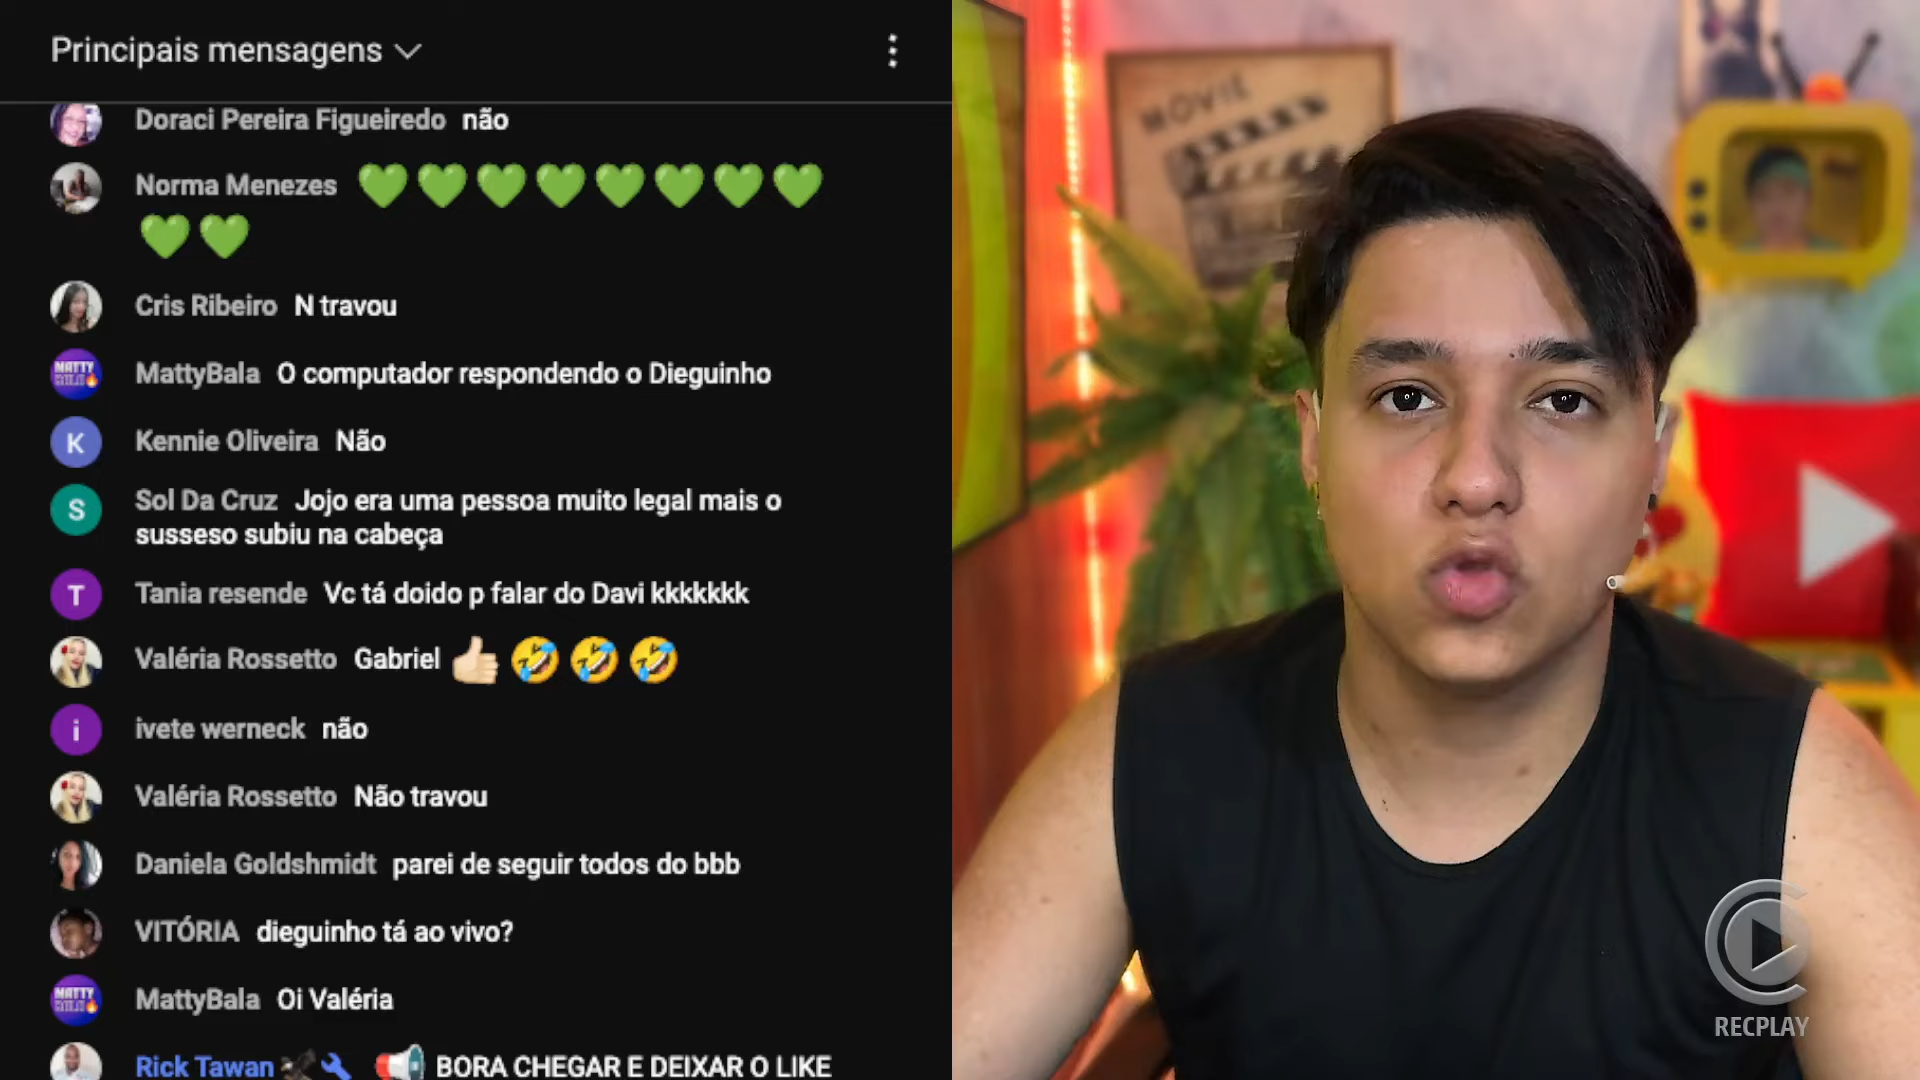 Principais mensagens
Doraci Pereira Figueiredo não
Norma Menezes 💚💚💚💚💚💚💚💚
💚💚
Cris Ribeiro N travou
MATTY
MattyBala O computador respondendo o Dieguinho
K Kennie Oliveira Não
S Sol Da Cruz Jojo era uma pessoa muito legal mais o
susseso subiu na cabeça
T Tania resende Vc tá doido p falar do Davi kkkkkkk
Valéria Rossetto Gabriel 👍🏻🤣🤣🤣
i ivete werneck não
Valéria Rossetto Não travou
Daniela Goldshmidt parei de seguir todos do bbb
VITÓRIA dieguinho tá ao vivo?
MATTY
MattyBala Oi Valéria
Rick Tawan 📢 BORA CHEGAR E DEIXAR O LIKE
MOVIE
RECPLAY